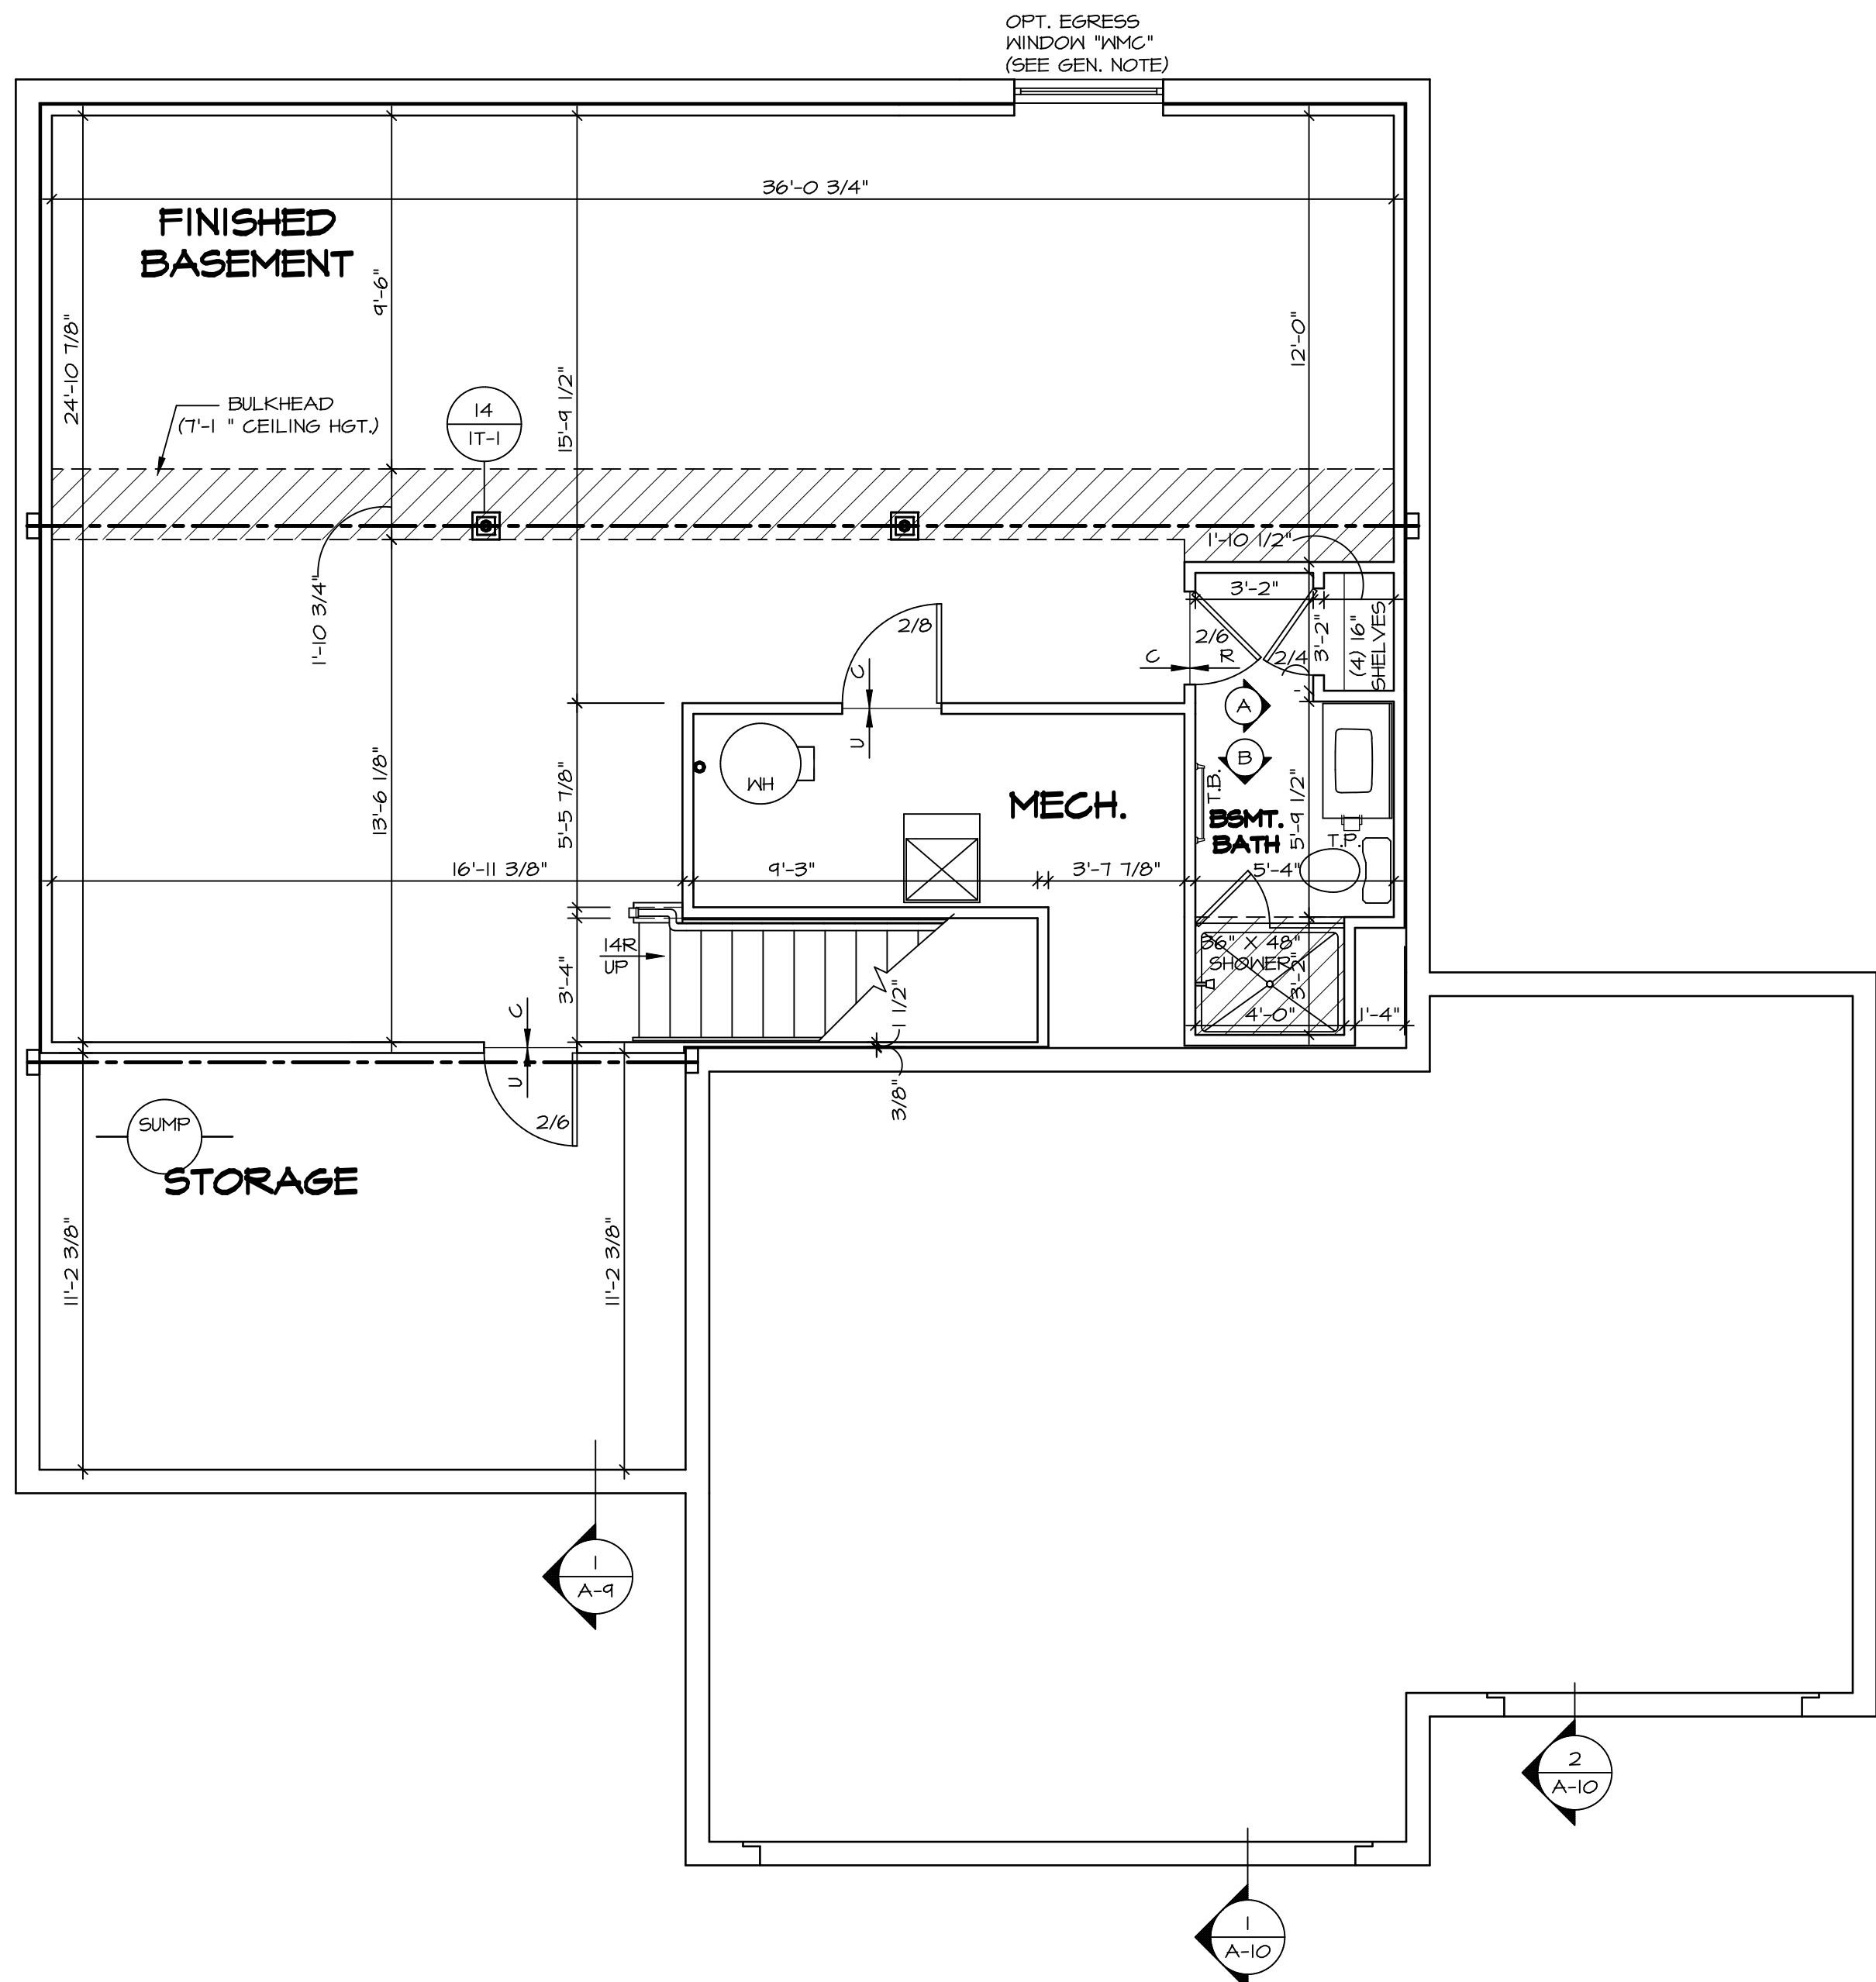 OPT. EGRESS
WINDOW "WMC"
(SEE GEN. NOTE)
36'-0 3/4"
FINISHED
BASEMENT
9'-6"
24'-10 7/8"
12'-0"
15'-9 1/2"
BULKHEAD
(7'-1 " CEILING HGT.)
14
1T-1
1'-10 1/2"
3'-2"
1'-10 3/4"
2/8
2/6
3'-2"
(4) 16"
SHELVES
C
C
R
2/4
A
U
B
WH
T.B.
MECH.
BSMT.
BATH
13'-6 1/8"
5'-5 7/8"
5'-9 1/2"
T.P.
16'-11 3/8"
9'-3"
3'-7 7/8"
5'-4"
14R
UP
36" X 48"
SHOWER
3'-4"
3'-2"
1 1/2"
4'-0"
1'-4"
C
U
3/8"
2/6
SUMP
STORAGE
11'-2 3/8"
11'-2 3/8"
1
A-9
2
A-10
1
A-10